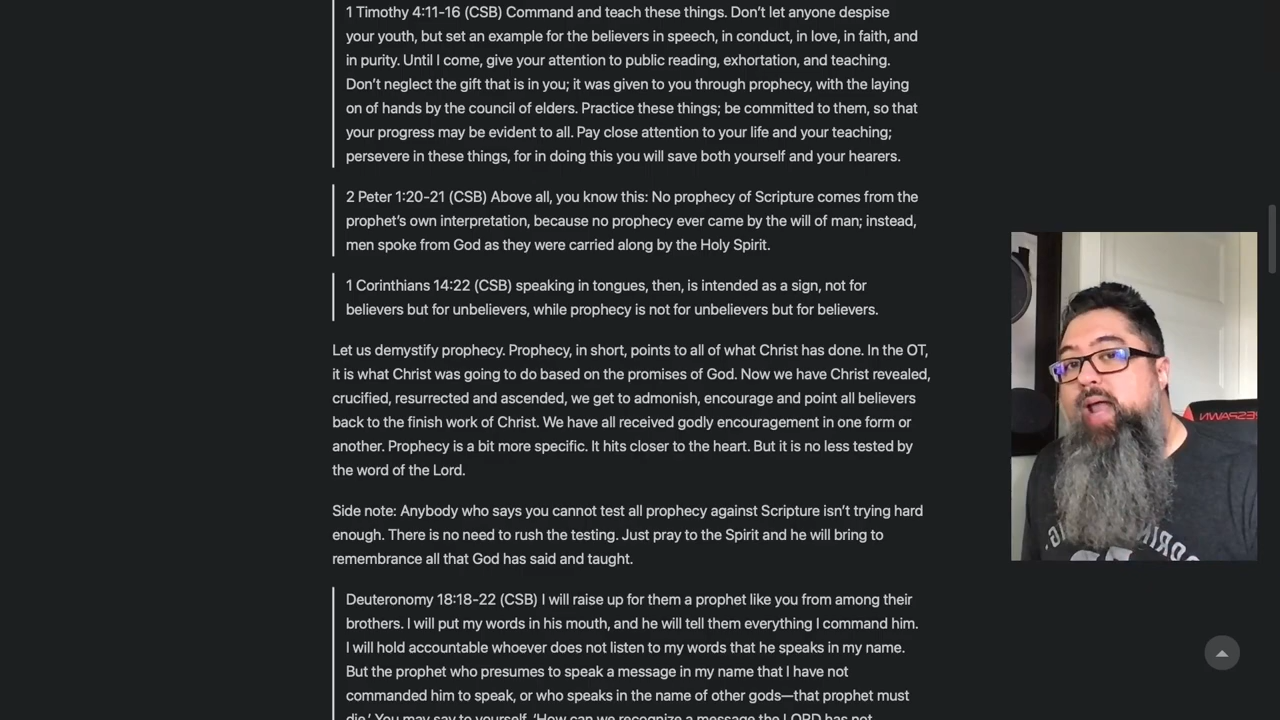 1 Timothy 4:11-16 (CSB) Command and teach these things. Don’t let anyone despise
your youth, but set an example for the believers in speech, in conduct, in love, in faith, and
in purity. Until I come, give your attention to public reading, exhortation, and teaching.
Don’t neglect the gift that is in you; it was given to you through prophecy, with the laying
on of hands by the council of elders. Practice these things; be committed to them, so that
your progress may be evident to all. Pay close attention to your life and your teaching;
persevere in these things, for in doing this you will save both yourself and your hearers.
2 Peter 1:20-21 (CSB) Above all, you know this: No prophecy of Scripture comes from the
prophet’s own interpretation, because no prophecy ever came by the will of man; instead,
men spoke from God as they were carried along by the Holy Spirit.
1 Corinthians 14:22 (CSB) speaking in tongues, then, is intended as a sign, not for
believers but for unbelievers, while prophecy is not for unbelievers but for believers.
Let us demystify prophecy. Prophecy, in short, points to all of what Christ has done. In the OT,
it is what Christ was going to do based on the promises of God. Now we have Christ revealed,
crucified, resurrected and ascended, we get to admonish, encourage and point all believers
back to the finish work of Christ. We have all received godly encouragement in one form or
another. Prophecy is a bit more specific. It hits closer to the heart. But it is no less tested by
the word of the Lord.
Side note: Anybody who says you cannot test all prophecy against Scripture isn’t trying hard
enough. There is no need to rush the testing. Just pray to the Spirit and he will bring to
remembrance all that God has said and taught.
Deuteronomy 18:18-22 (CSB) I will raise up for them a prophet like you from among their
brothers. I will put my words in his mouth, and he will tell them everything I command him.
I will hold accountable whoever does not listen to my words that he speaks in my name.
But the prophet who presumes to speak a message in my name that I have not
commanded him to speak, or who speaks in the name of other gods—that prophet must
die.’ You may say to yourself, ‘How can we recognize a message the LORD has not
RESPAWN